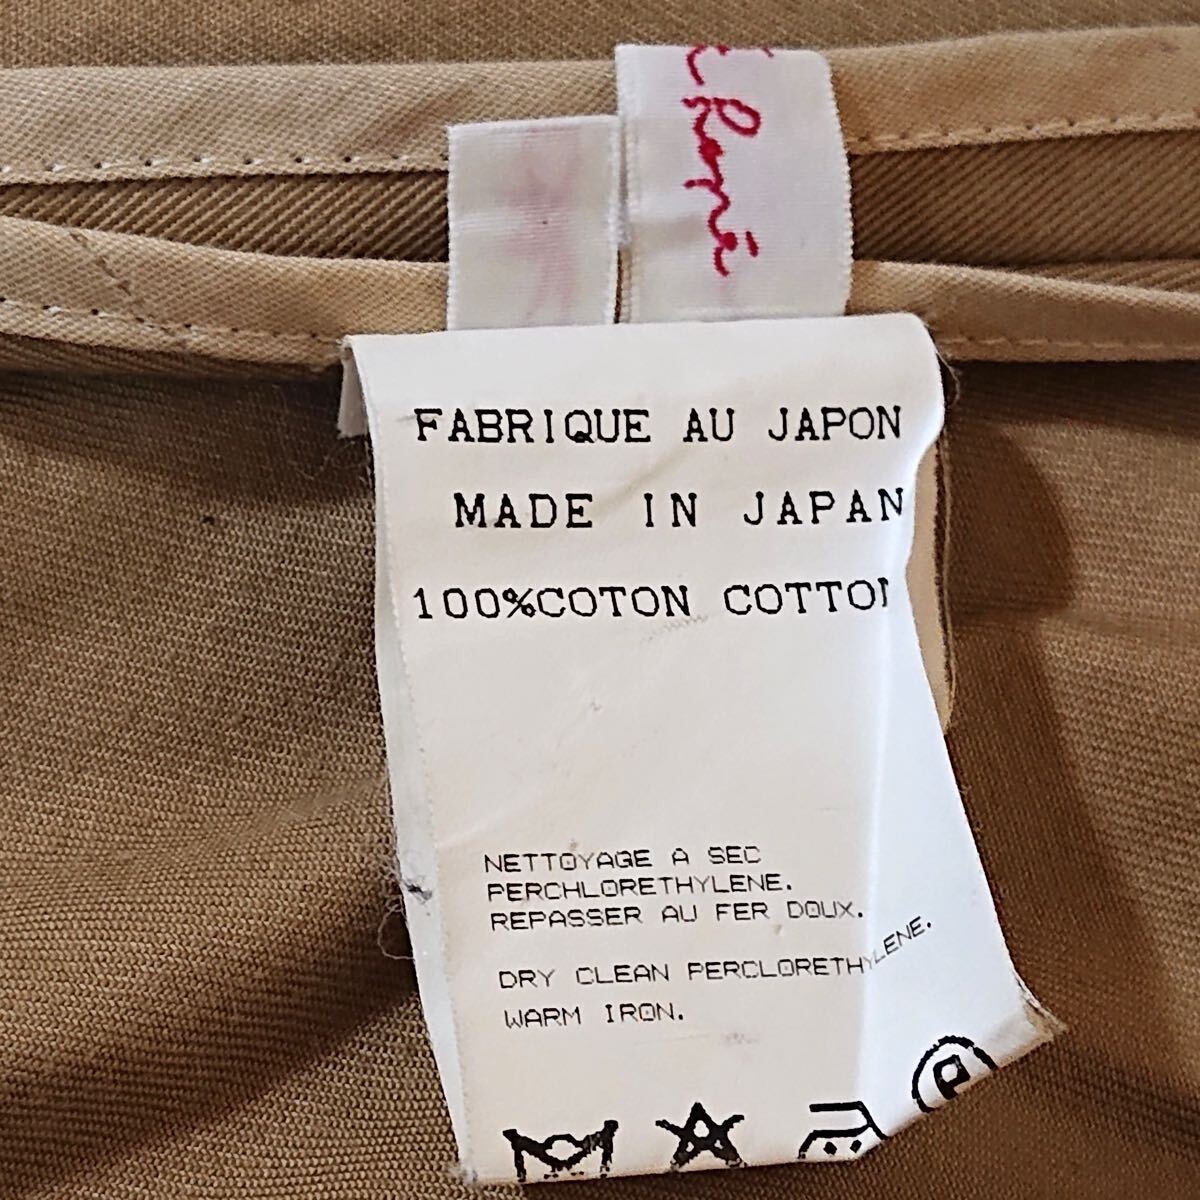 FABRIQUE AU JAPON
MADE IN JAPAN
100%COTON COTTON
NETTOYAGE A SEC
PERCHLORETHYLENE.
REPASSER AU FER DOUX.
DRY CLEAN PERCLORETHYLENE.
WARM IRON.
P